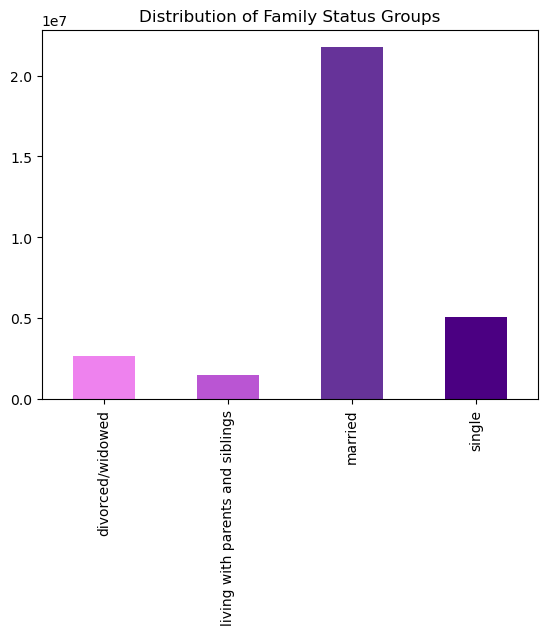 Distribution of Family Status Groups
1e7
2.0
1.5
1.0
0.5
0.0
divorced/widowed
living with parents and siblings
married
single